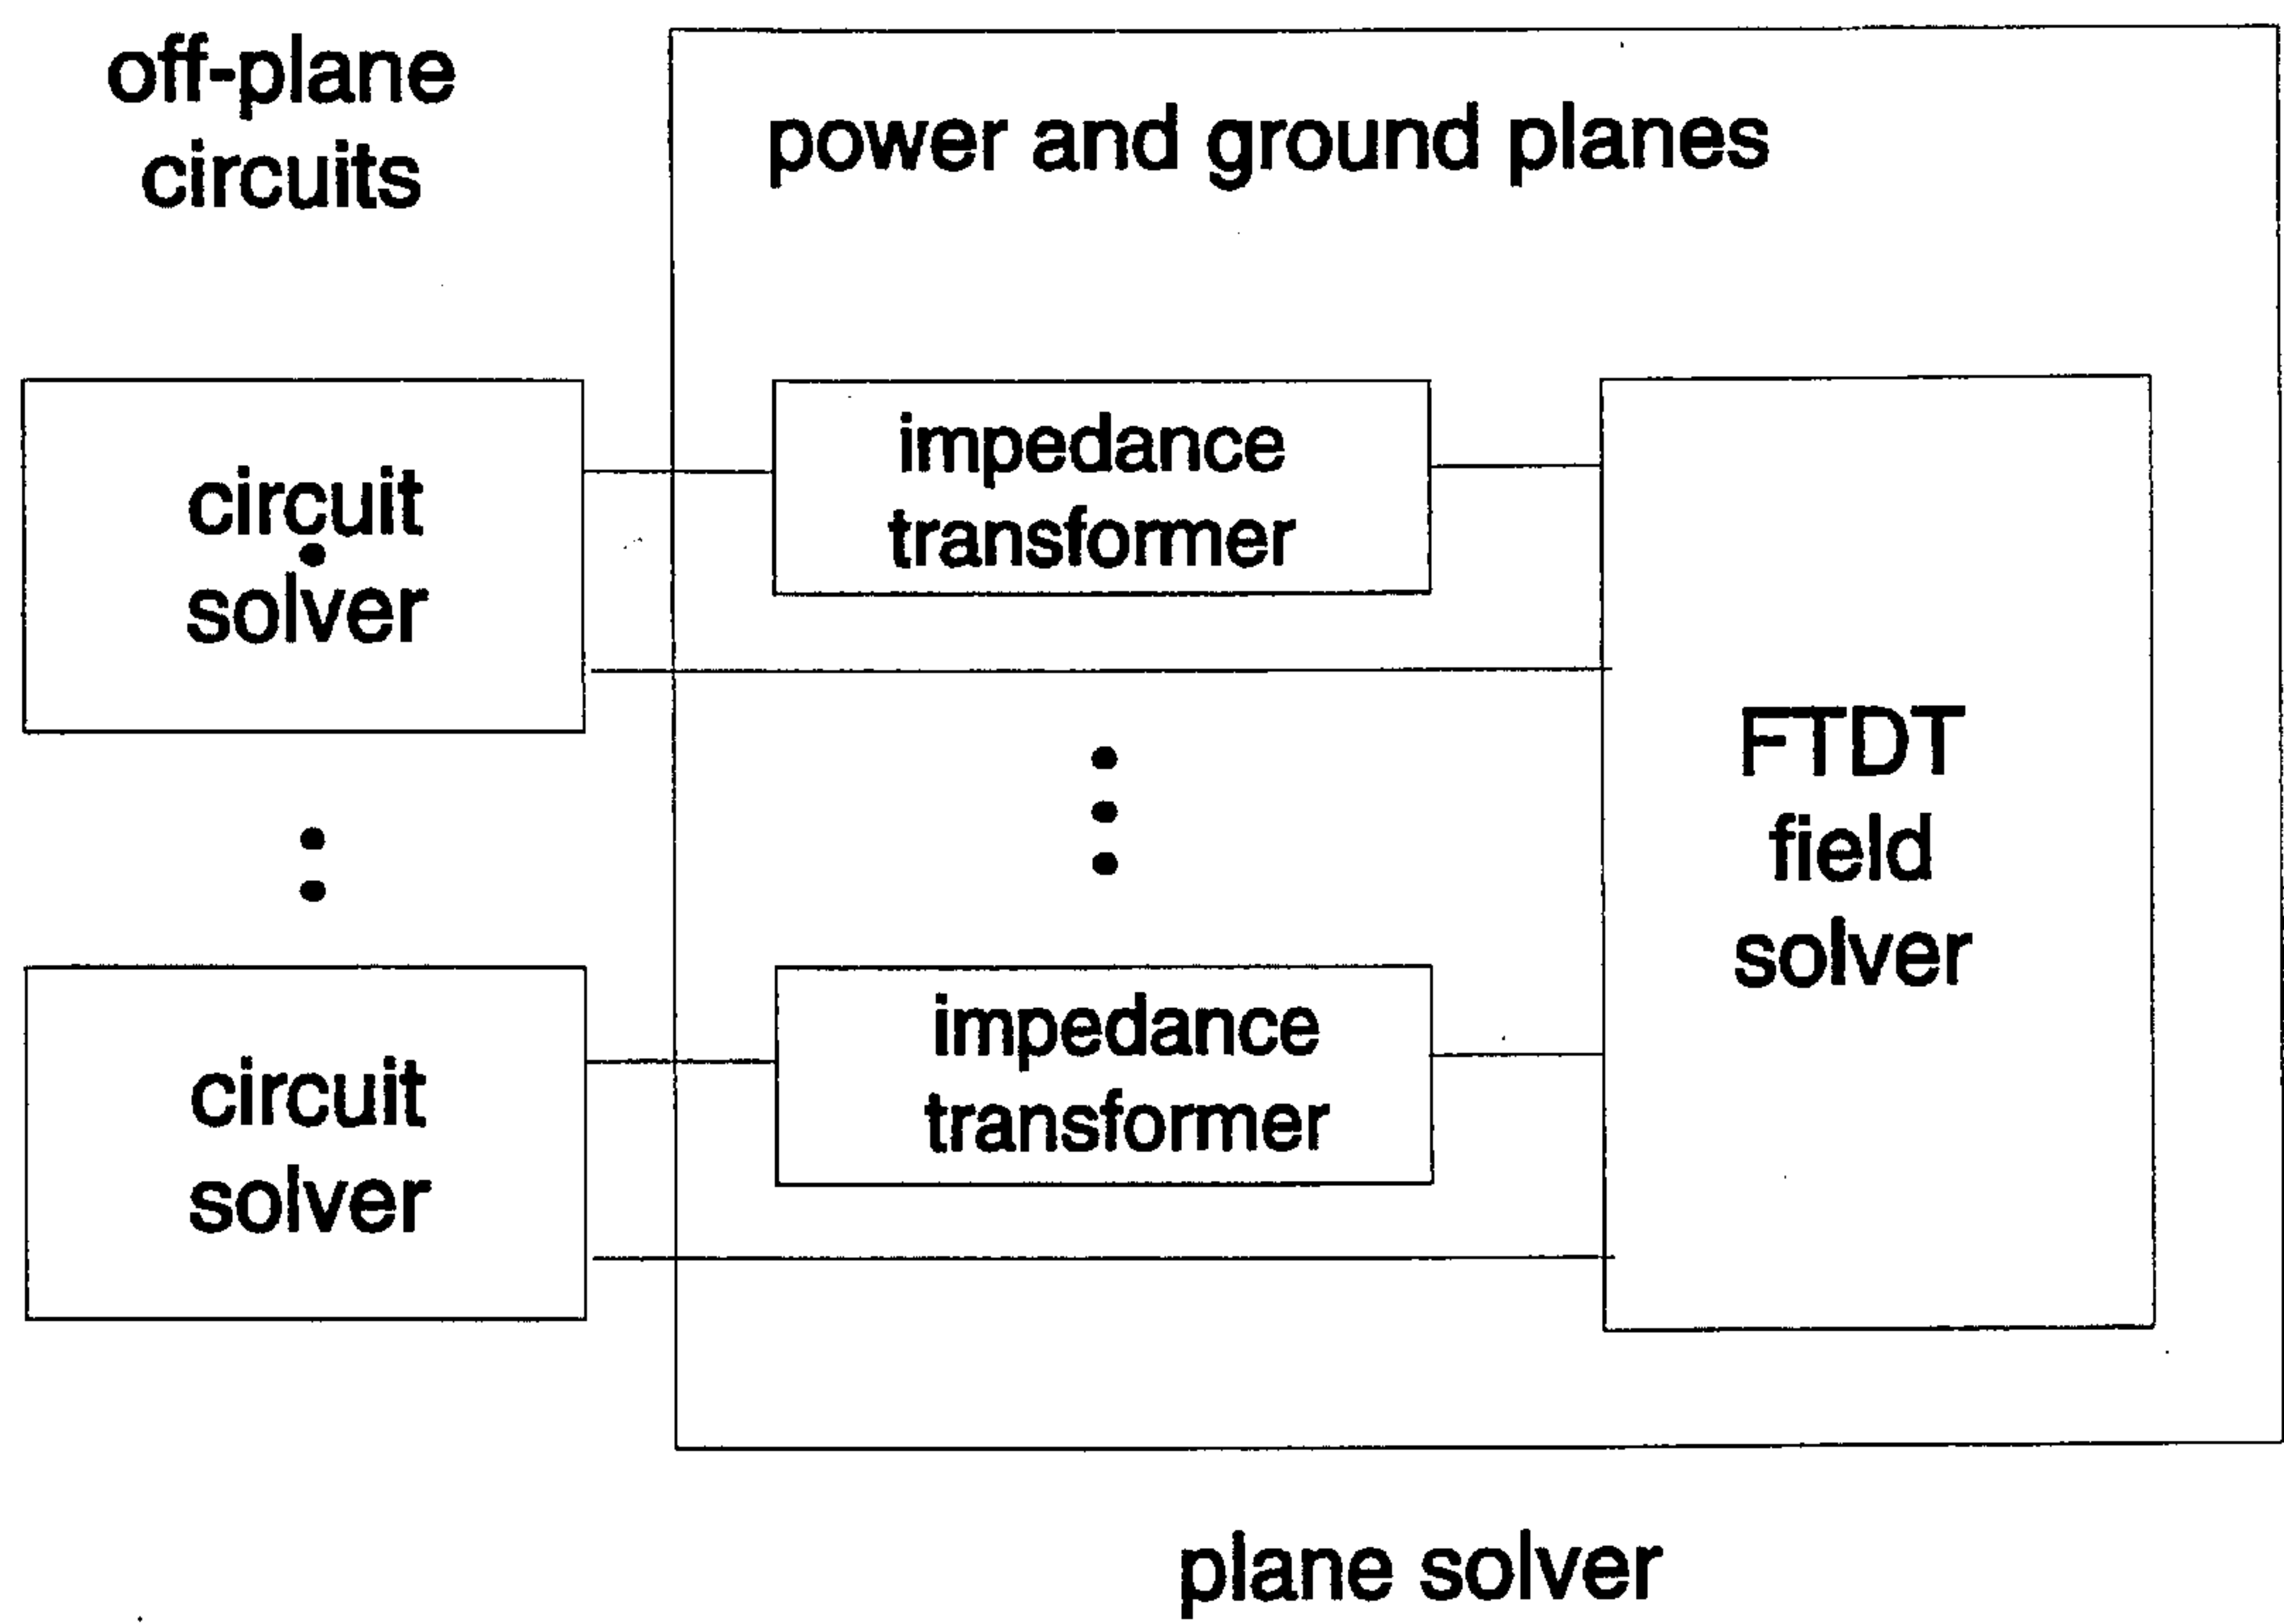 off-plane
circuits
power and ground planes
circuit
solver
impedance
transformer
FTDT
field
solver
circuit
solver
impedance
transformer
plane solver